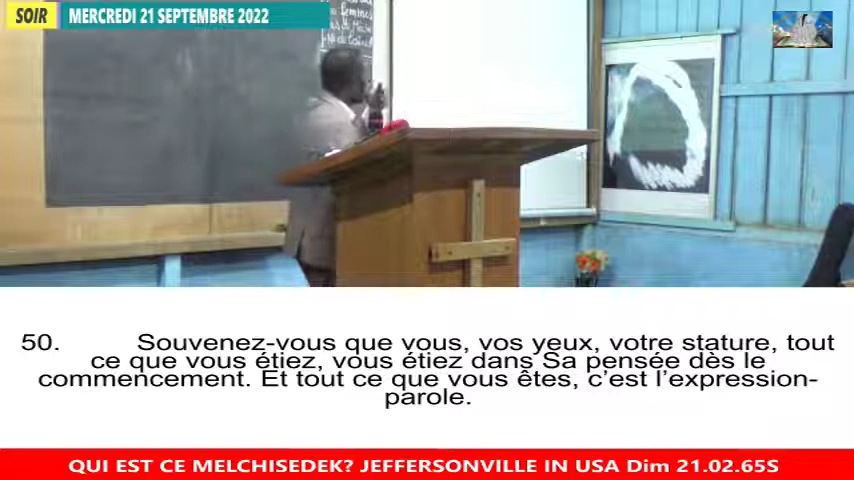 SOIR
MERCREDI 21 SEPTEMBRE 2022
50. Souvenez-vous que vous, vos yeux, votre stature, tout
ce que vous étiez, vous étiez dans Sa pensée dès le
commencement. Et tout ce que vous êtes, c’est l’expression-
parole.
QUI EST CE MELCHISEDEK? JEFFERSONVILLE IN USA Dim 21.02.65S